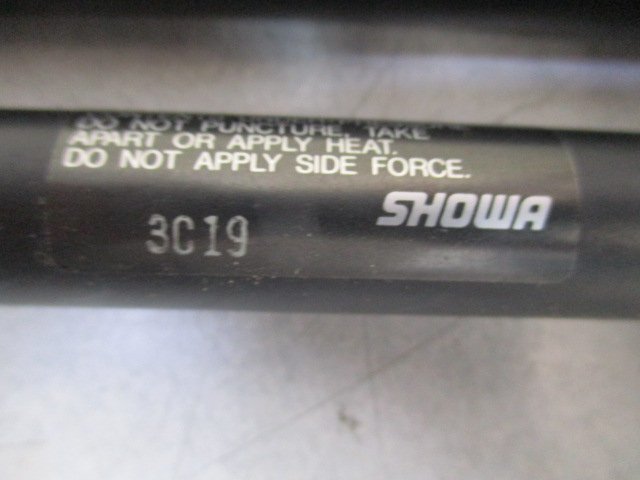 DO NOT PUNCTURE, TAKE
APART OR APPLY HEAT.
DO NOT APPLY SIDE FORCE.
SHOWA
3C19